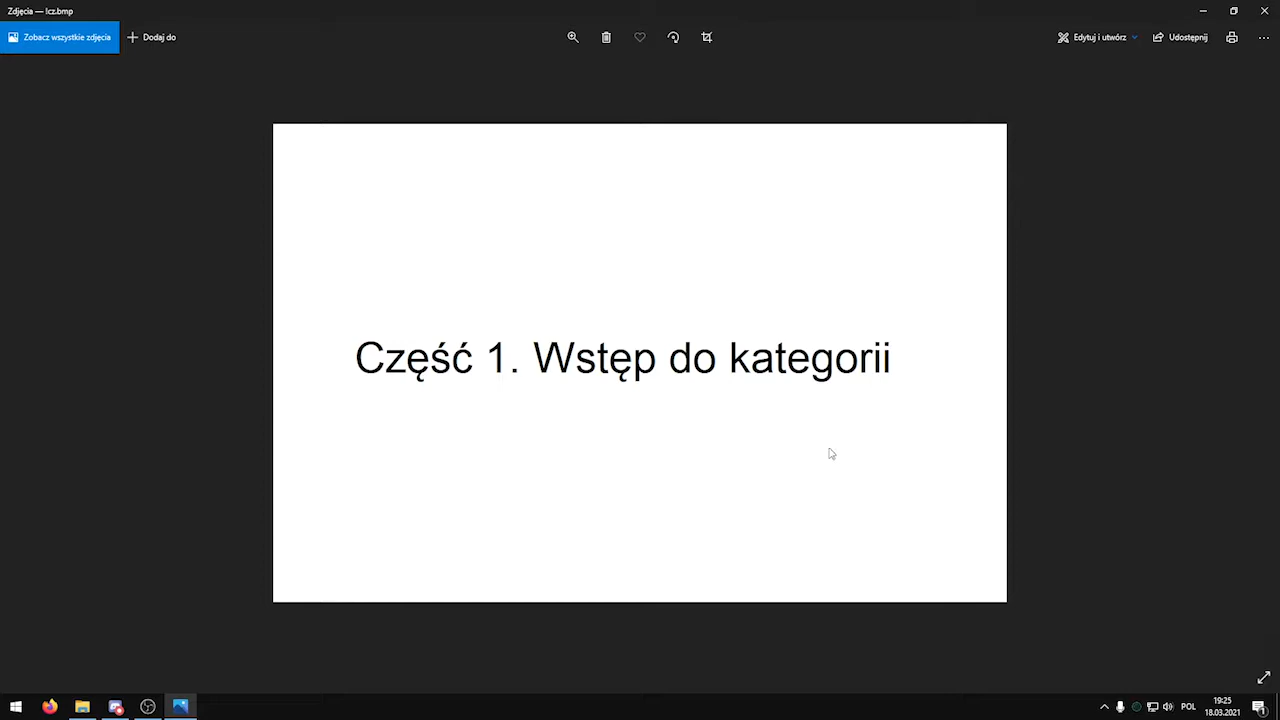 Zdjęcia — !cz.bmp
Zobacz wszystkie zdjęcia
Dodaj do
Edytuj i utwórz
Udostępnij
Część 1. Wstęp do kategorii
POL
19:25
18.03.2021